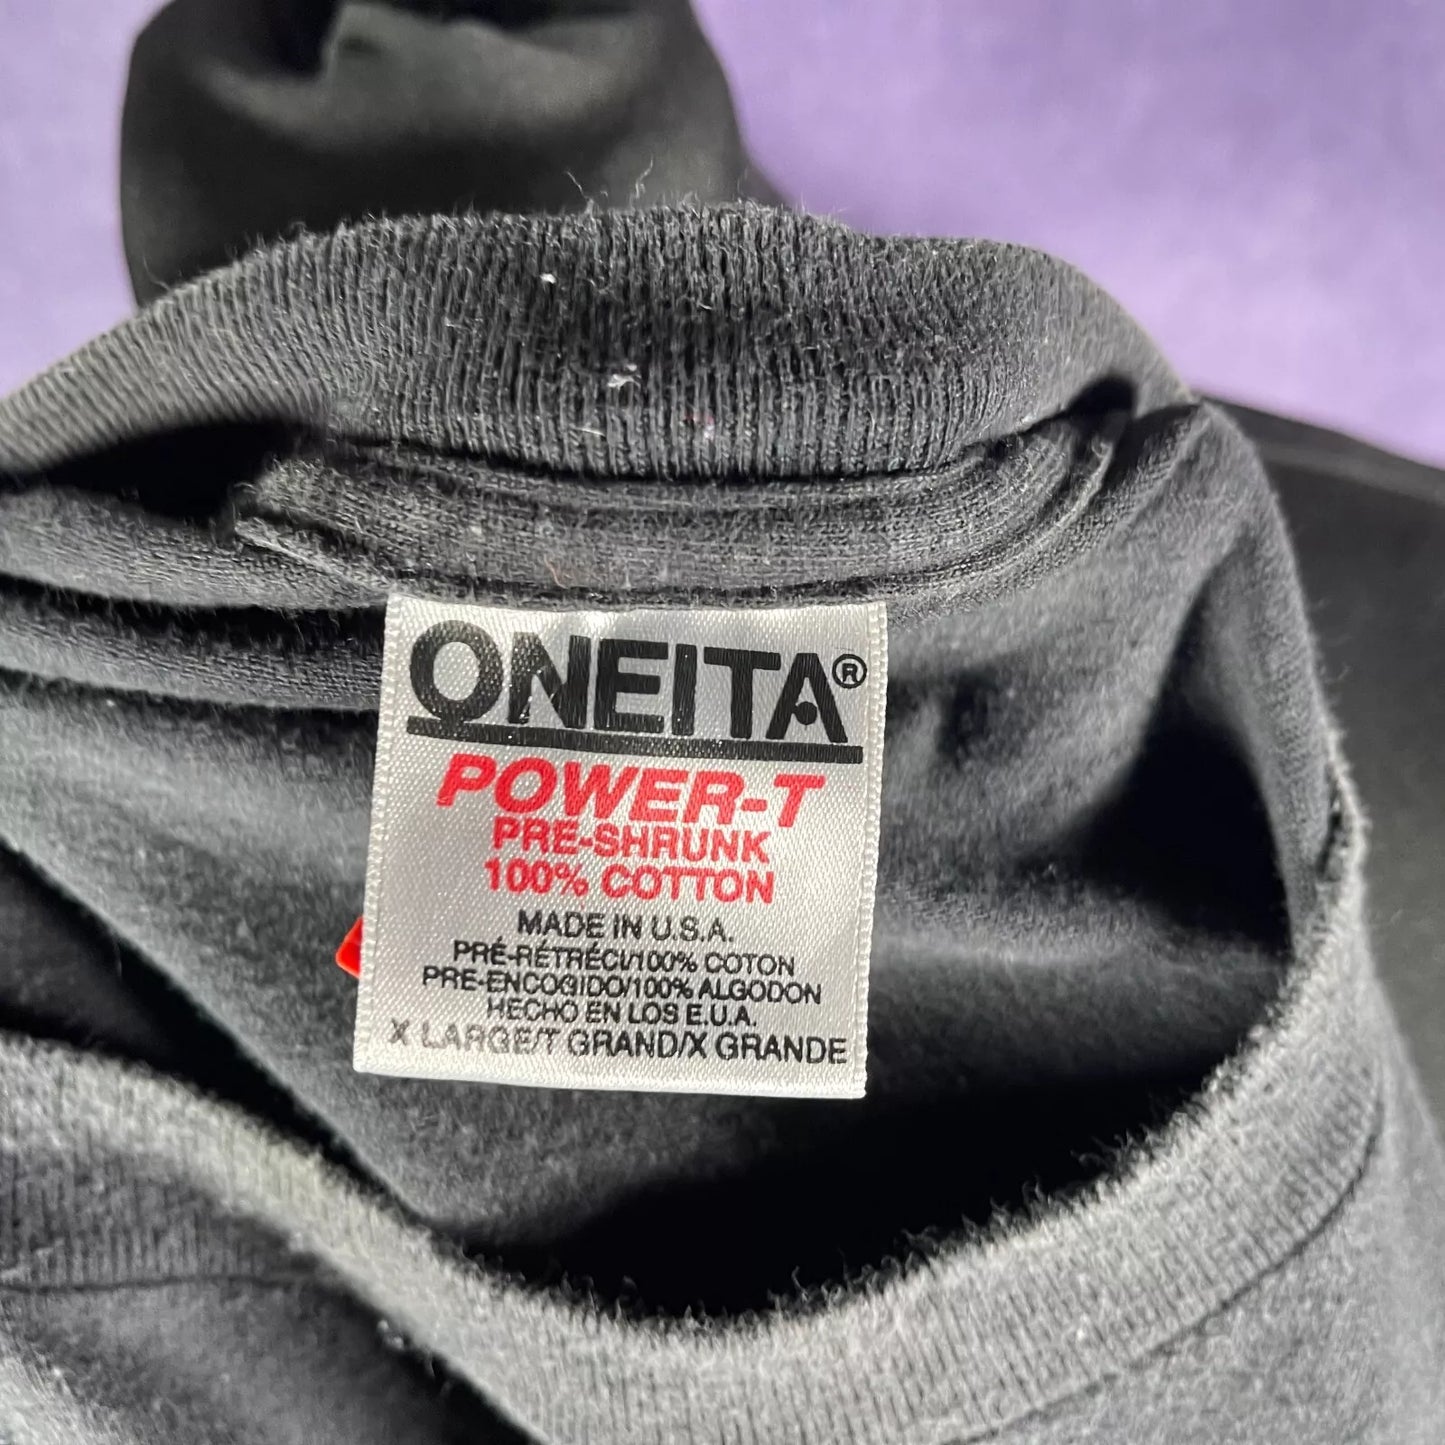 ONEITA®
POWER-T
PRE-SHRUNK
100% COTTON
MADE IN U.S.A.
PRÉ-RÉTRÉCI/100% COTON
PRE-ENCOGIDO/100% ALGODON
HECHO EN LOS E.U.A.
X LARGE/T GRAND/X GRANDE